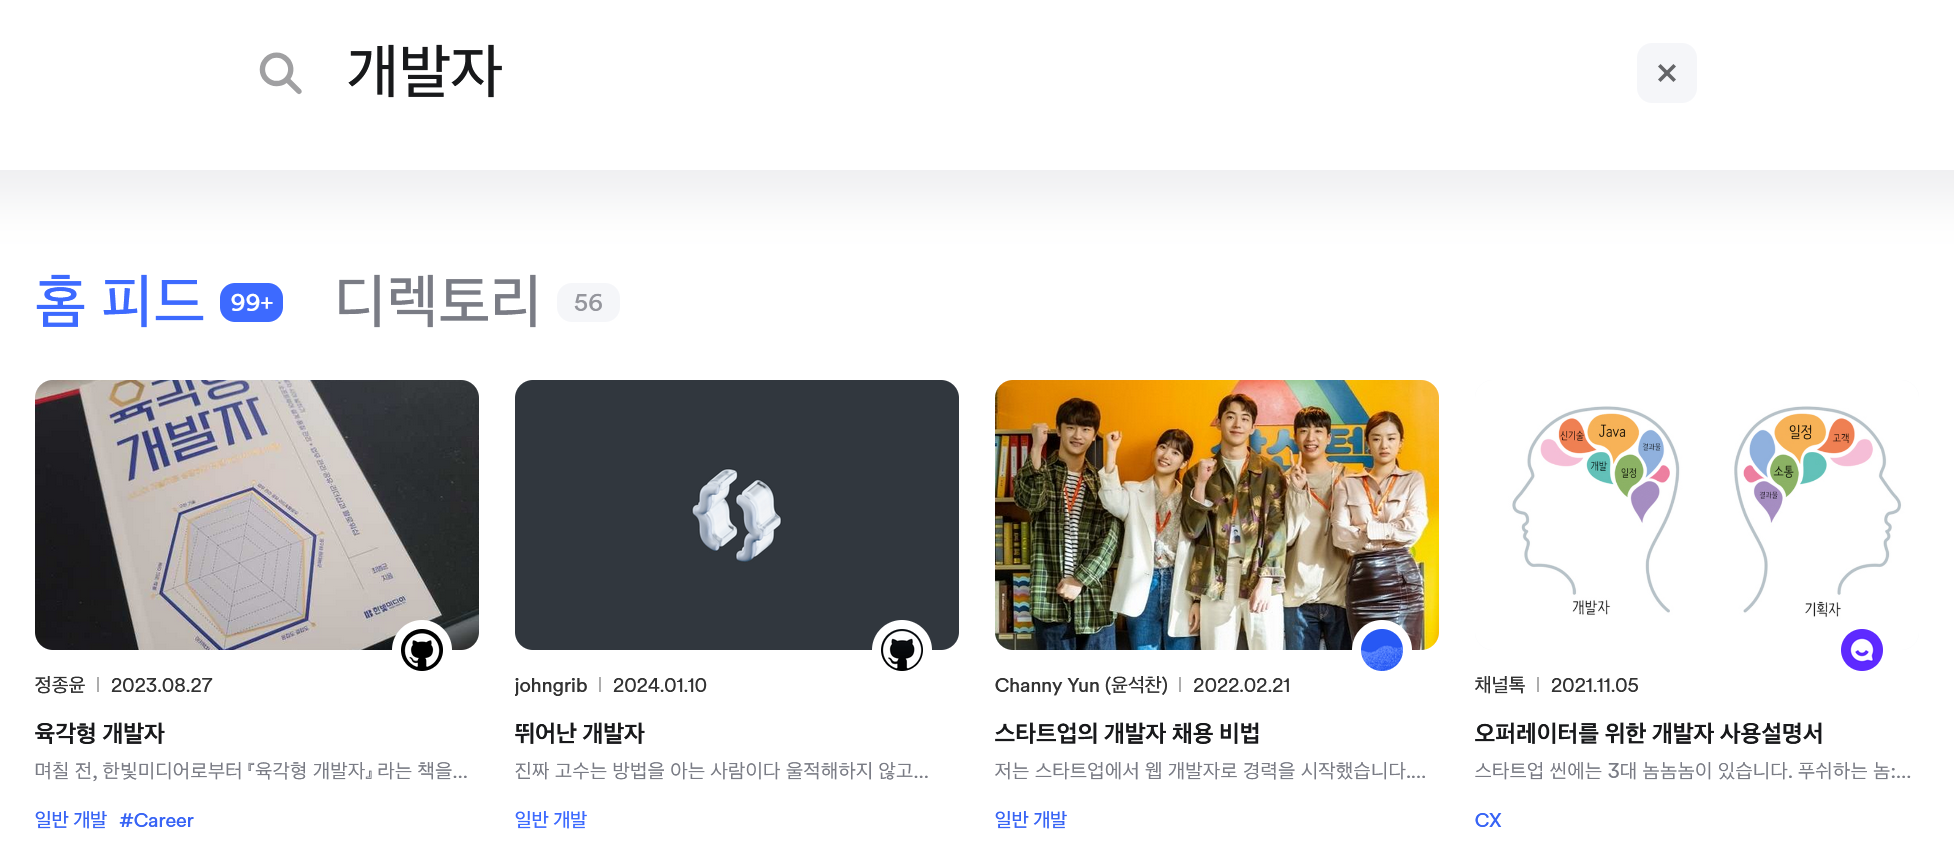 개발자
홈 피드 99+ 디렉토리 56
육각형
개발자
한빛미디어
신기술 Java 결과물
개발 일정
개발자
일정 고객
소통
결과물
기획자
정종윤 | 2023.08.27
육각형 개발자
며칠 전, 한빛미디어로부터 『육각형 개발자』 라는 책을...
일반 개발 #Career
johngrib | 2024.01.10
뛰어난 개발자
진짜 고수는 방법을 아는 사람이다 울적해하지 않고...
일반 개발
Channy Yun (윤석찬) | 2022.02.21
스타트업의 개발자 채용 비법
저는 스타트업에서 웹 개발자로 경력을 시작했습니다....
일반 개발
채널톡 | 2021.11.05
오퍼레이터를 위한 개발자 사용설명서
스타트업 씬에는 3대 놈놈놈이 있습니다. 푸쉬하는 놈:...
CX